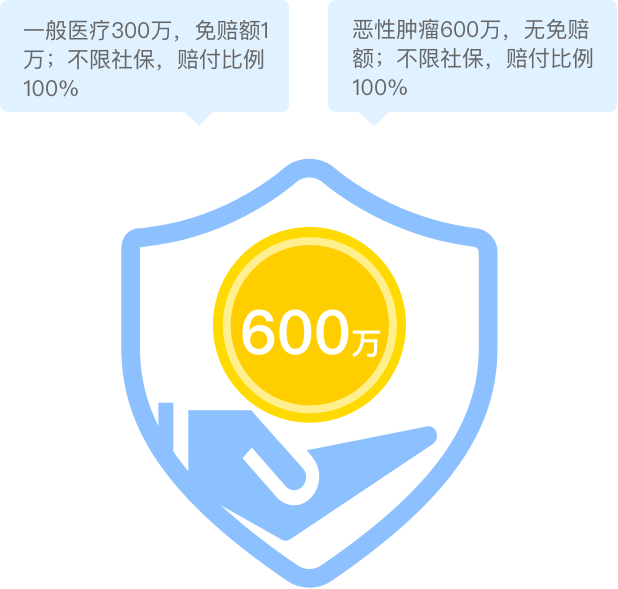 一般医疗300万，免赔额1
万；不限社保，赔付比例
100%
恶性肿瘤600万，无免赔
额；不限社保，赔付比例
100%
600万